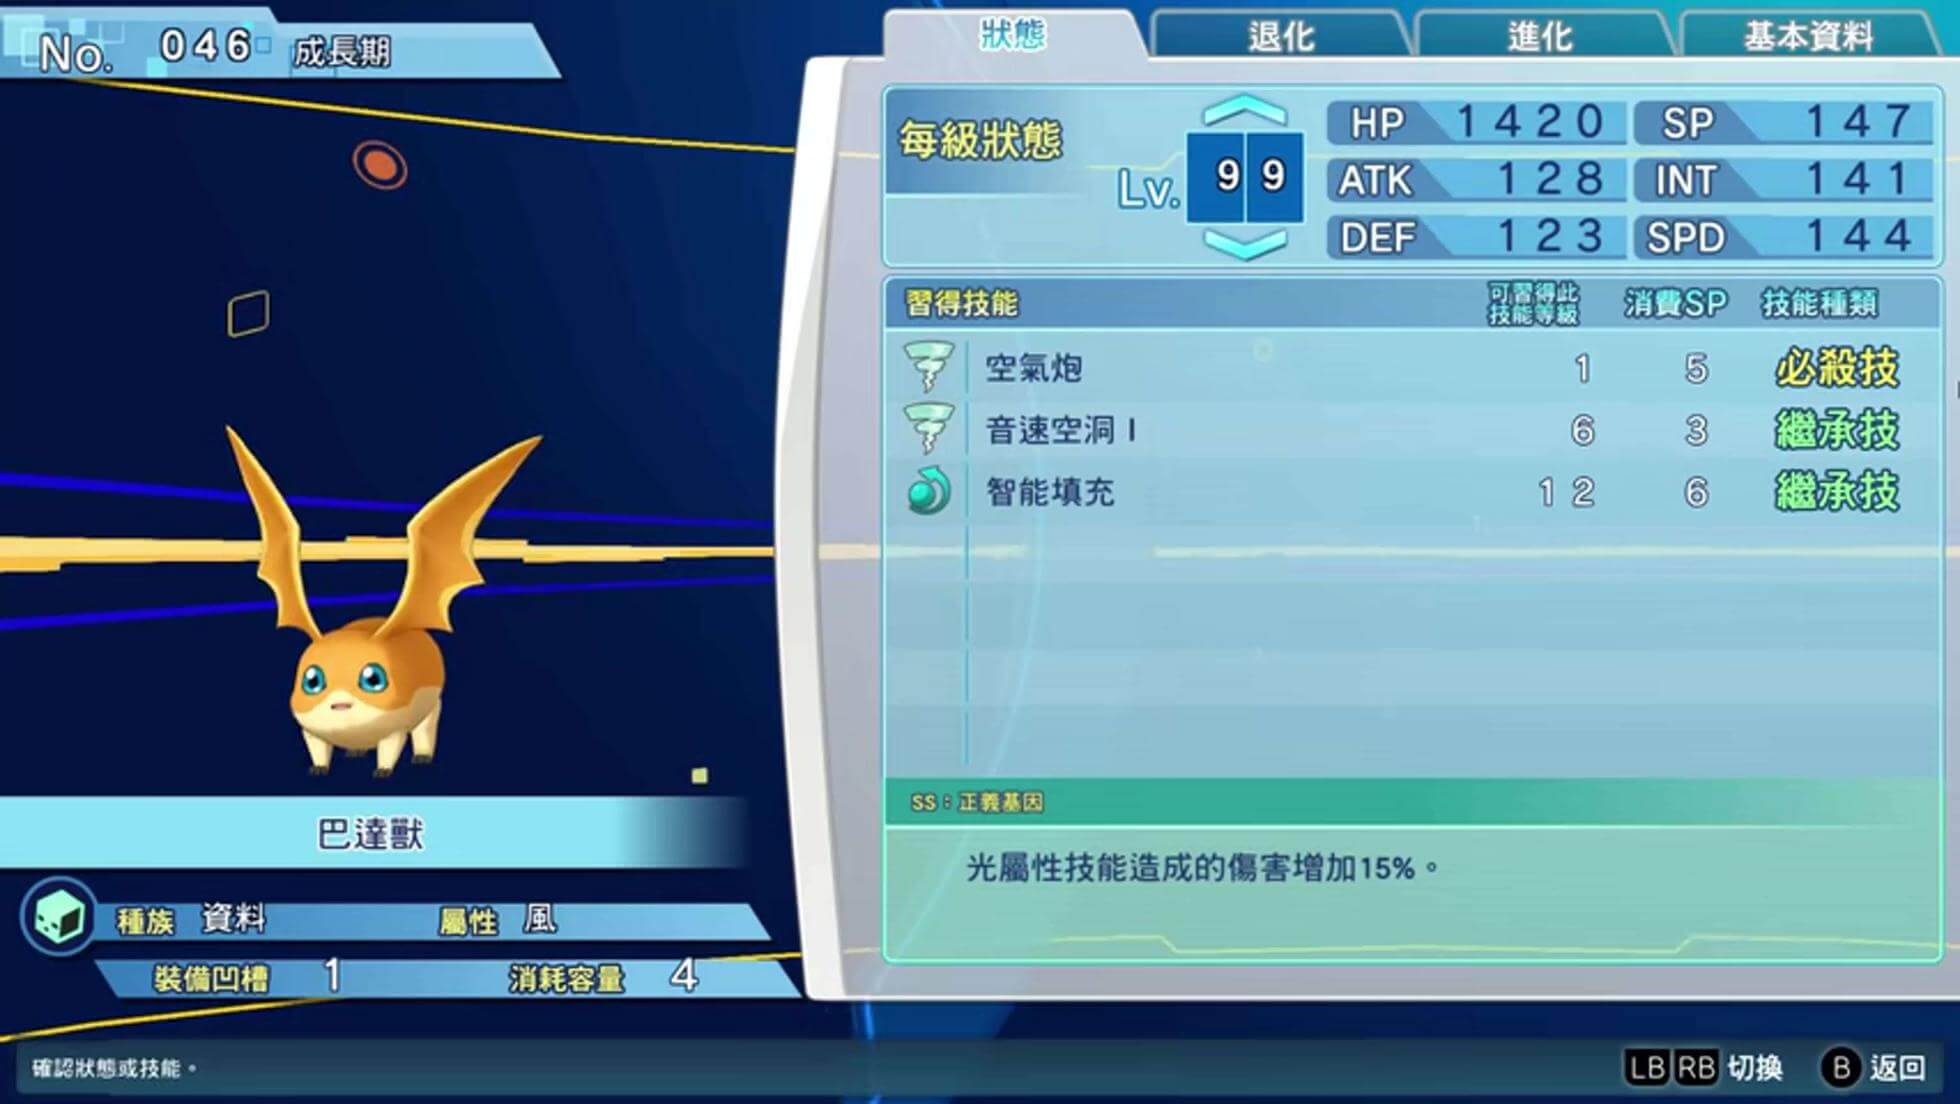 No. 046 成長期
狀態 退化 進化 基本資料
每級狀態
Lv. 99
HP 1420 SP 147
ATK 128 INT 141
DEF 123 SPD 144
習得技能 可習得此技能等級 消費SP 技能種類
空氣炮 1 5 必殺技
音速空洞 I 6 3 繼承技
智能填充 12 6 繼承技
SS：正義基因
光屬性技能造成的傷害增加15%。
巴達獸
種族 資料 屬性 風
裝備凹槽 1 消耗容量 4
確認狀態或技能。
LB RB 切換 B 返回